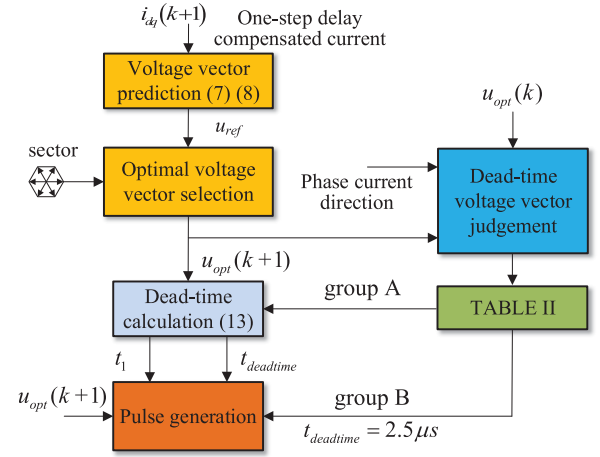 i_dq(k+1)
One-step delay
compensated current
Voltage vector
prediction (7) (8)
u_ref
u_opt(k)
sector
Optimal voltage
vector selection
Phase current
direction
Dead-time
voltage vector
judgement
u_opt(k+1)
Dead-time
calculation (13)
group A
TABLE II
t_1
t_deadtime
u_opt(k+1)
Pulse generation
group B
t_deadtime = 2.5 μs